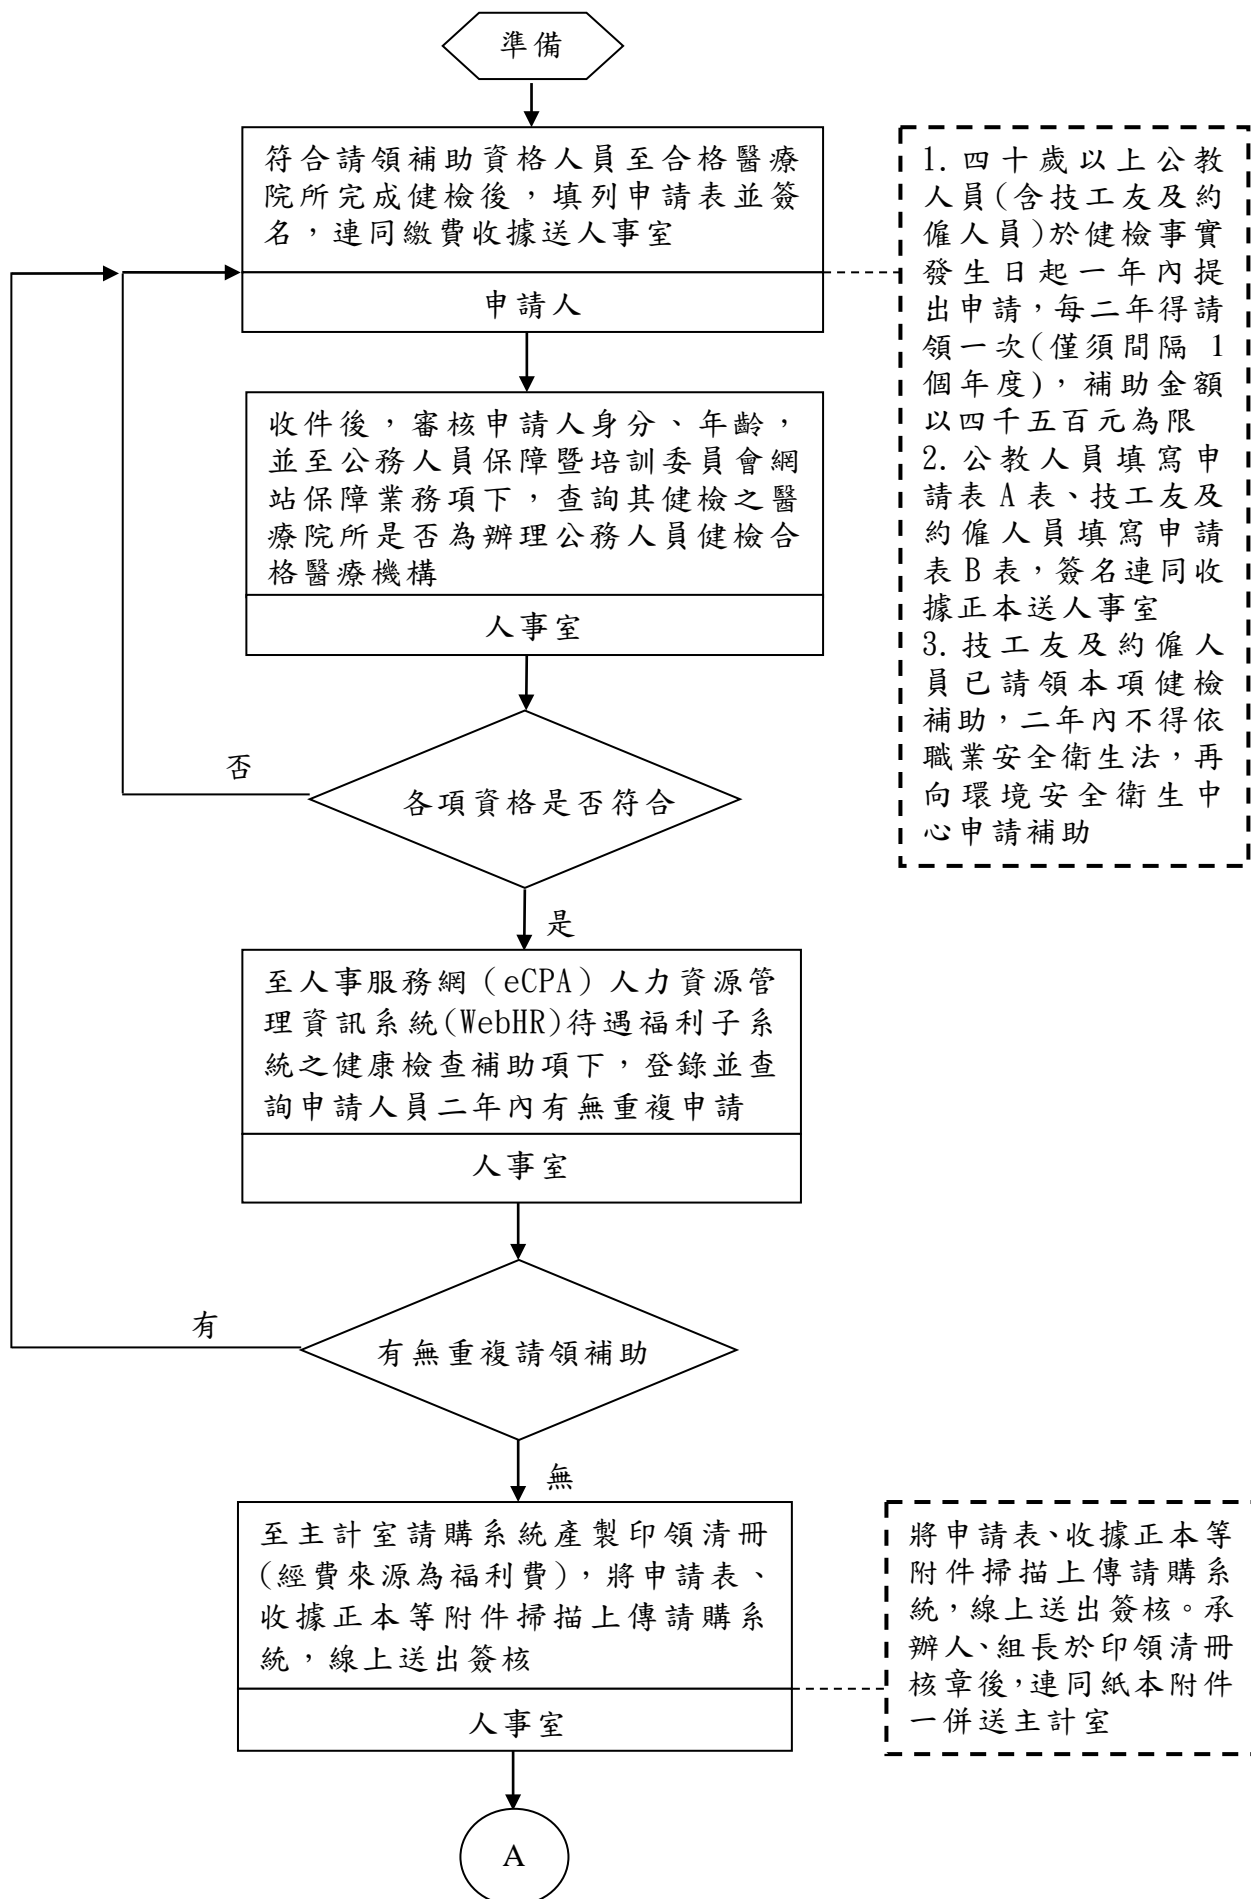 準備
符合請領補助資格人員至合格醫療
院所完成健檢後，填列申請表並簽
名，連同繳費收據送人事室
申請人
1.四十歲以上公教
人員(含技工友及約
僱人員)於健檢事實
發生日起一年內提
出申請，每二年得請
領一次(僅須間隔 1
個年度)，補助金額
以四千五百元為限
2.公教人員填寫申
請表 A 表、技工友及
約僱人員填寫申請
表 B 表，簽名連同收
據正本送人事室
3.技工友及約僱人
員已請領本項健檢
補助，二年內不得依
職業安全衛生法，再
向環境安全衛生中
心申請補助
收件後，審核申請人身分、年齡，
並至公務人員保障暨培訓委員會網
站保障業務項下，查詢其健檢之醫
療院所是否為辦理公務人員健檢合
格醫療機構
人事室
否
各項資格是否符合
是
至人事服務網（eCPA）人力資源管
理資訊系統(WebHR)待遇福利子系
統之健康檢查補助項下，登錄並查
詢申請人員二年內有無重複申請
人事室
有
有無重複請領補助
無
至主計室請購系統產製印領清冊
(經費來源為福利費)，將申請表、
收據正本等附件掃描上傳請購系
統，線上送出簽核
人事室
將申請表、收據正本等
附件掃描上傳請購系
統，線上送出簽核。承
辦人、組長於印領清冊
核章後，連同紙本附件
一併送主計室
A